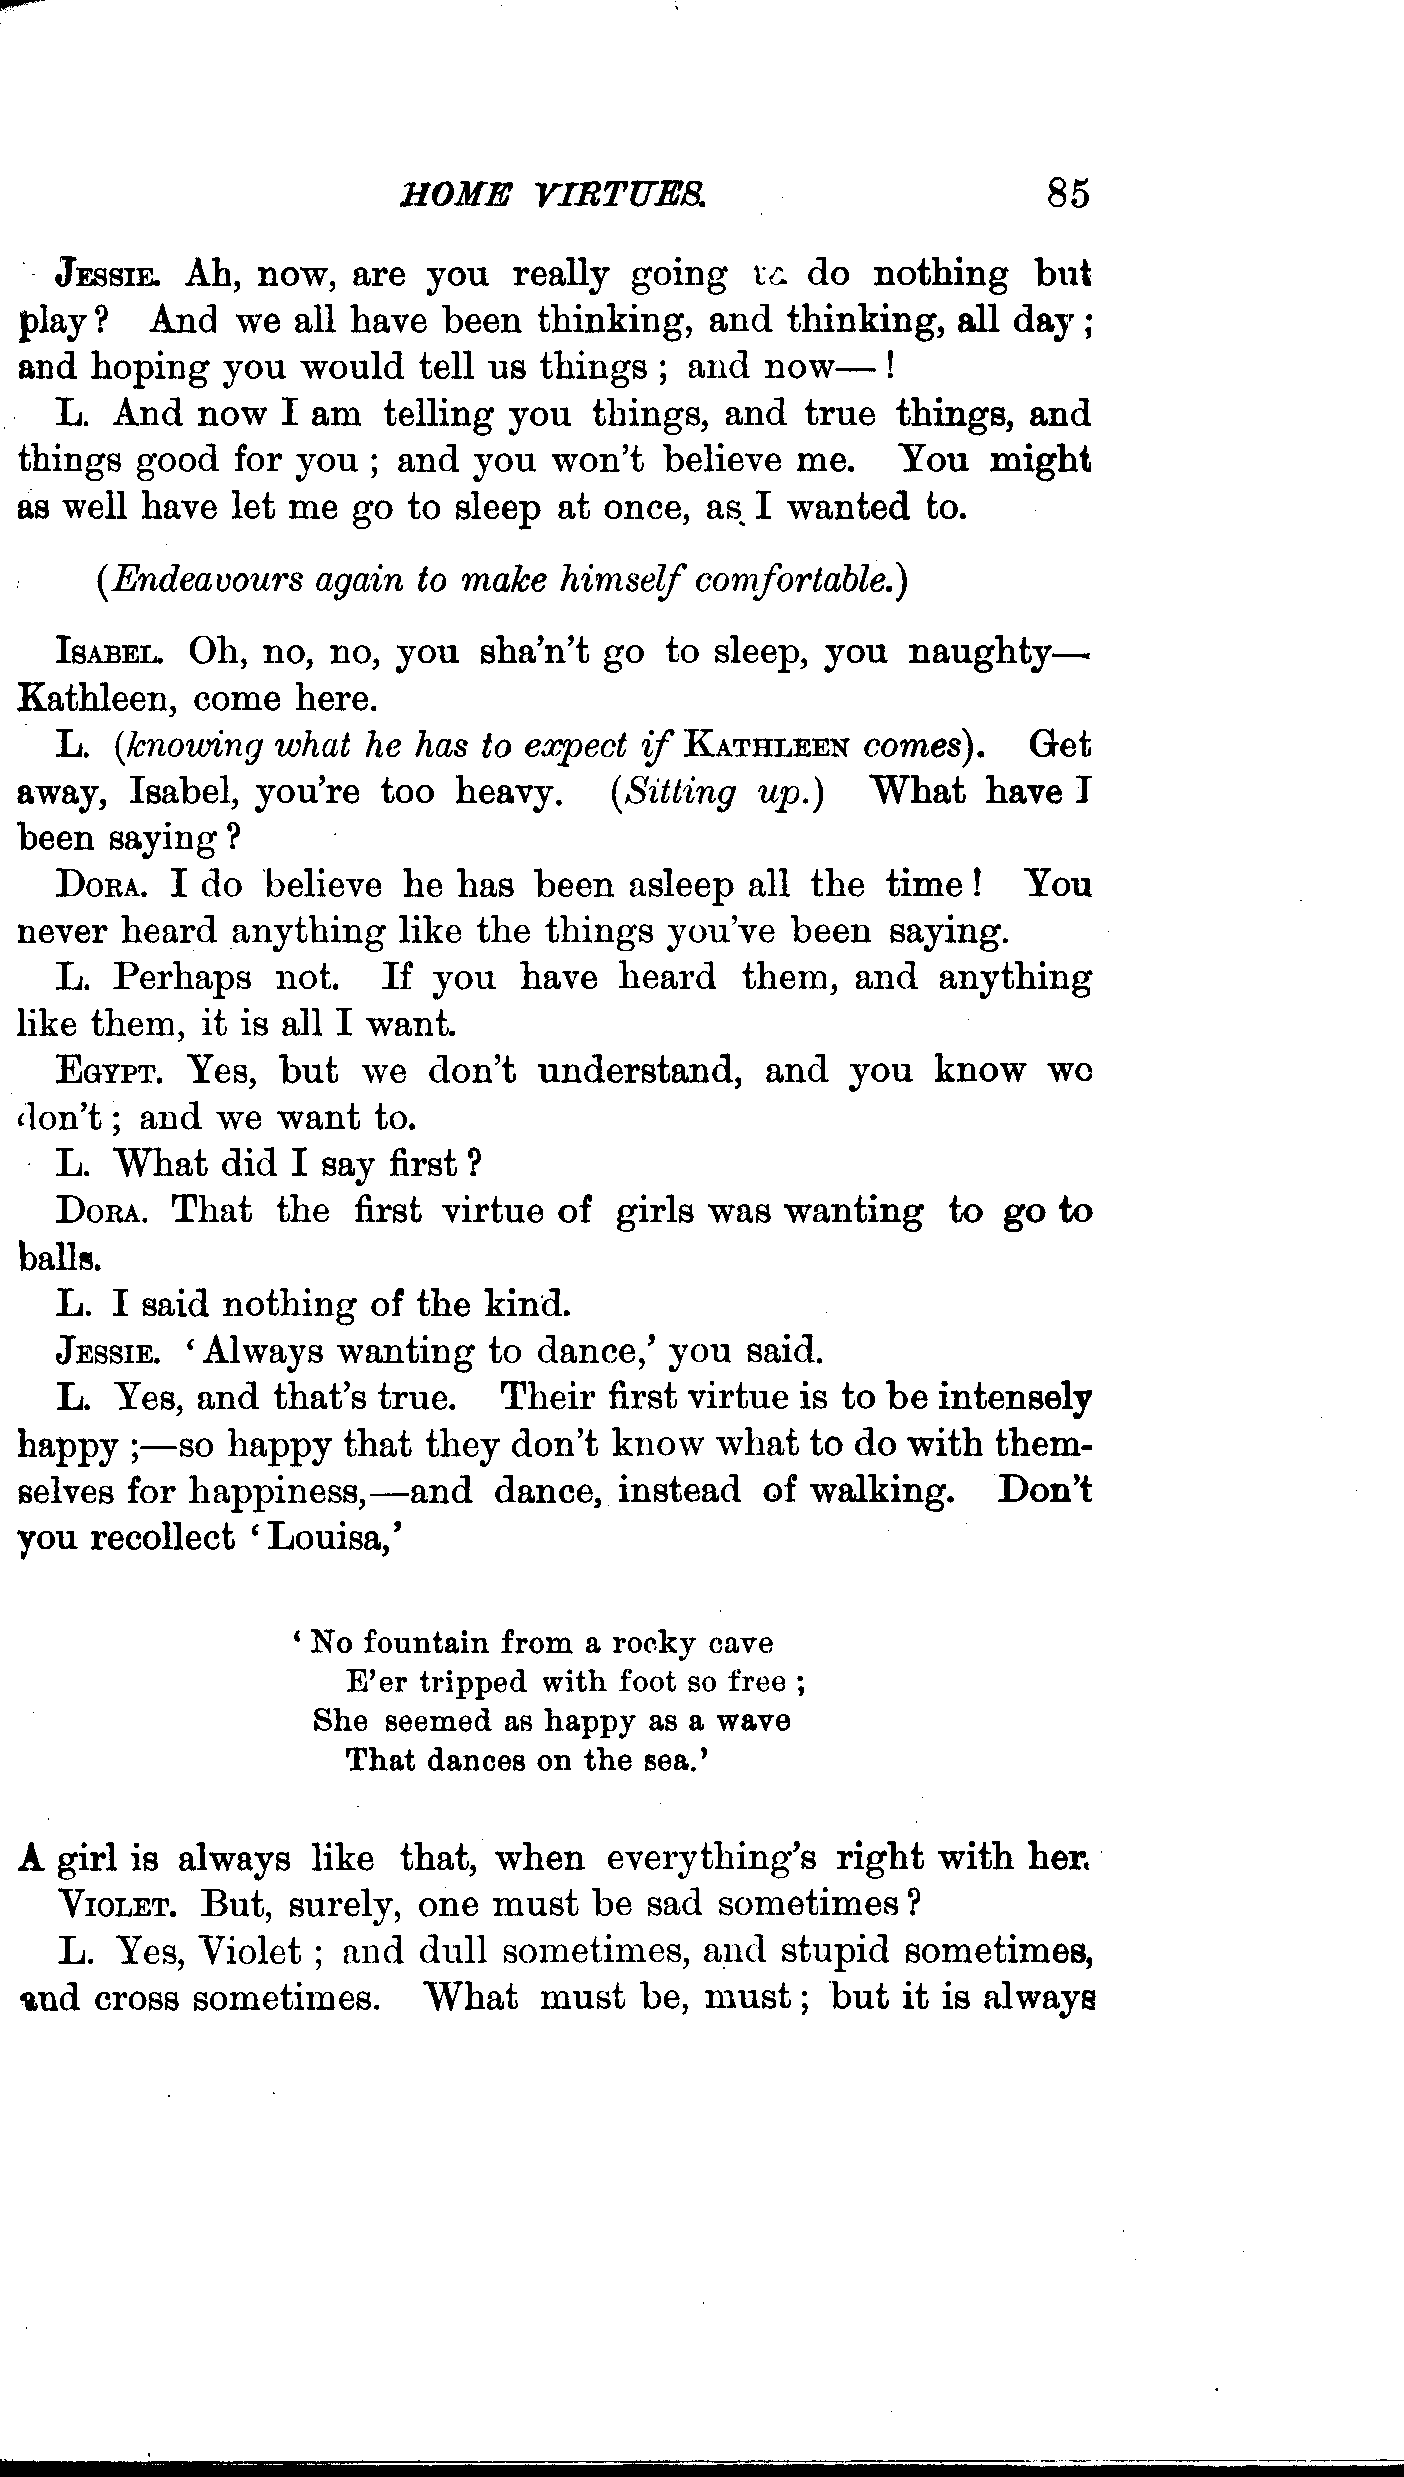 HOME VIRTUES. 85
JESSIE. Ah, now, are you really going to do nothing but
play? And we all have been thinking, and thinking, all day;
and hoping you would tell us things; and now—!
L. And now I am telling you things, and true things, and
things good for you; and you won't believe me. You might
as well have let me go to sleep at once, as I wanted to.
(Endeavours again to make himself comfortable.)
ISABEL. Oh, no, no, you sha'n't go to sleep, you naughty—
Kathleen, come here.
L. (knowing what he has to expect if KATHLEEN comes). Get
away, Isabel, you're too heavy. (Sitting up.) What have I
been saying?
DORA. I do believe he has been asleep all the time! You
never heard anything like the things you've been saying.
L. Perhaps not. If you have heard them, and anything
like them, it is all I want.
EGYPT. Yes, but we don't understand, and you know we
don't; and we want to.
L. What did I say first?
DORA. That the first virtue of girls was wanting to go to
balls.
L. I said nothing of the kind.
JESSIE. 'Always wanting to dance,' you said.
L. Yes, and that's true. Their first virtue is to be intensely
happy;—so happy that they don't know what to do with them-
selves for happiness,—and dance, instead of walking. Don't
you recollect 'Louisa,'
'No fountain from a rocky cave
E'er tripped with foot so free;
She seemed as happy as a wave
That dances on the sea.'
A girl is always like that, when everything's right with her.
VIOLET. But, surely, one must be sad sometimes?
L. Yes, Violet; and dull sometimes, and stupid sometimes,
and cross sometimes. What must be, must; but it is always